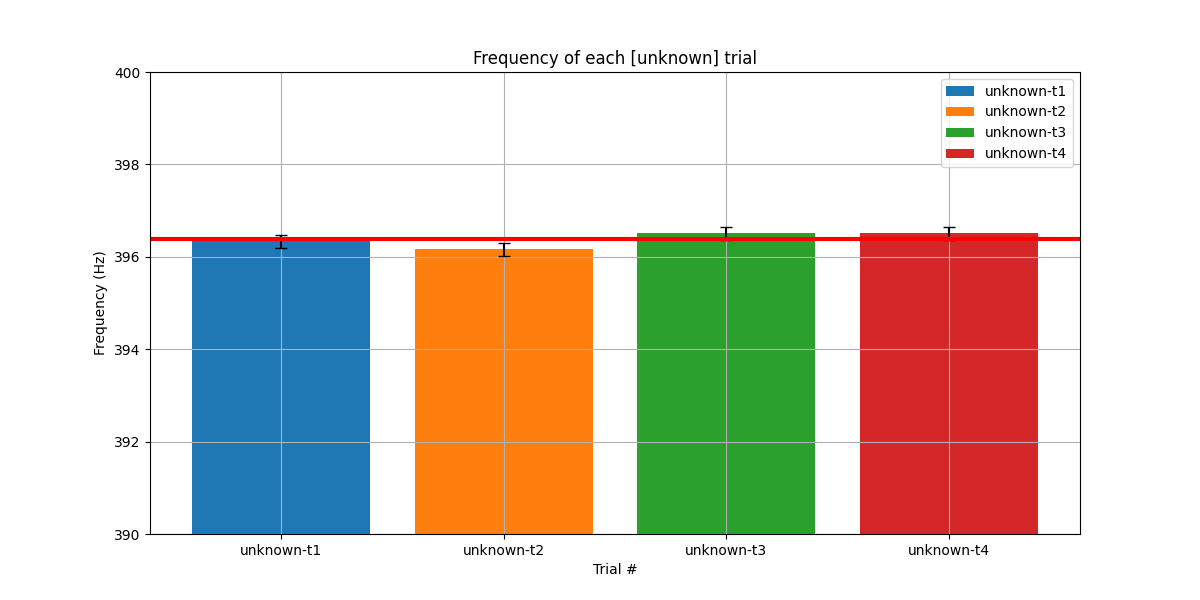 Frequency of each [unknown] trial
400
398
396
394
392
390
Frequency (Hz)
unknown-t1
unknown-t2
unknown-t3
unknown-t4
unknown-t1
unknown-t2
unknown-t3
unknown-t4
Trial #